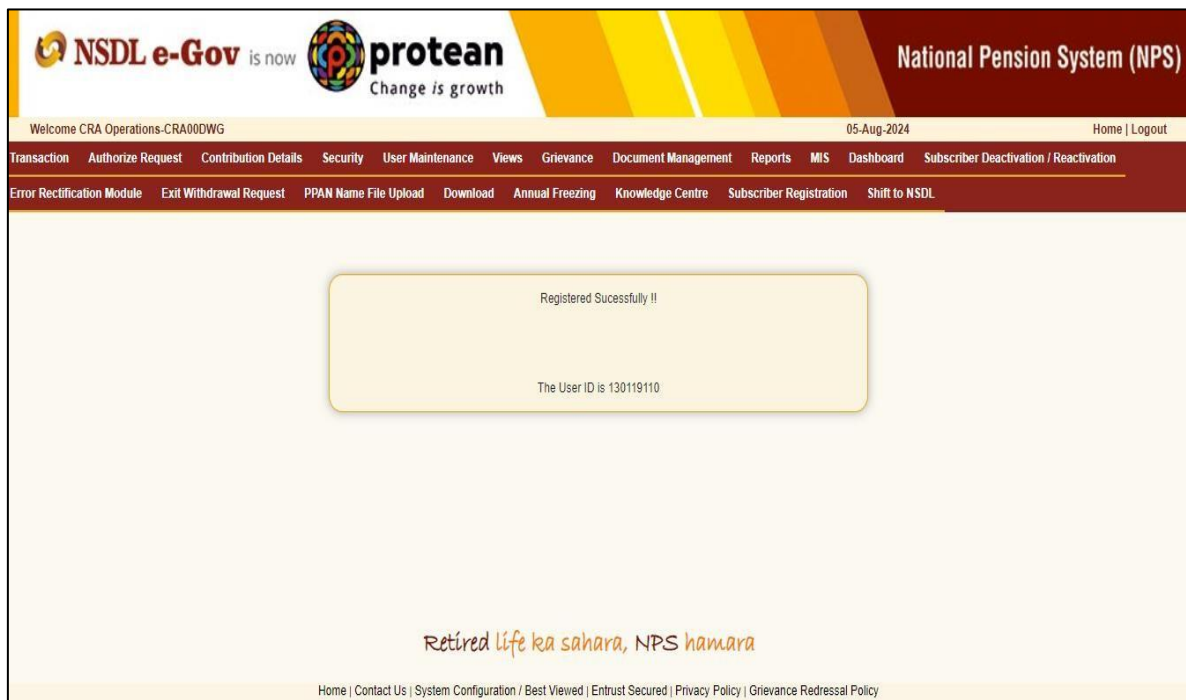 NSDL e-Gov is now protean
Change is growth
National Pension System (NPS)
Welcome CRA Operations-CRA00DWG 05-Aug-2024 Home | Logout
Transaction Authorize Request Contribution Details Security User Maintenance Views Grievance Document Management Reports MIS Dashboard Subscriber Deactivation / Reactivation
Error Rectification Module Exit Withdrawal Request PPAN Name File Upload Download Annual Freezing Knowledge Centre Subscriber Registration Shift to NSDL
Registered Sucessfully !!
The User ID is 130119110
Retired life ka sahara, NPS hamara
Home | Contact Us | System Configuration / Best Viewed | Entrust Secured | Privacy Policy | Grievance Redressal Policy